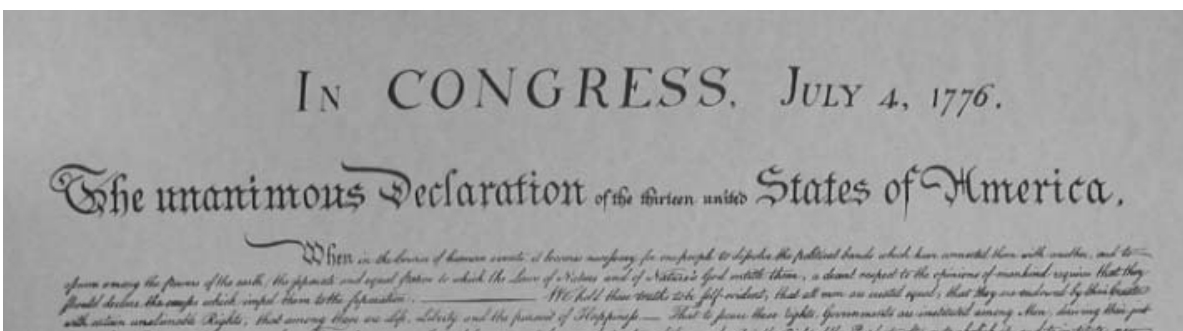 IN CONGRESS. JULY 4, 1776.
The unanimous Declaration of the thirteen united States of America.
When in the Course of human events it becomes necessary for one people to dissolve the political bands which have connected them with another, and to
assume among the powers of the earth, the separate and equal station to which the Laws of Nature and of Nature's God entitle them, a decent respect to the opinions of mankind requires that they
should declare the causes which impel them to the separation. We hold these truths to be self-evident, that all men are created equal, that they are endowed by their Creator
with certain unalienable Rights, that among these are Life, Liberty and the pursuit of Happiness — That to secure these rights, Governments are instituted among Men, deriving their just